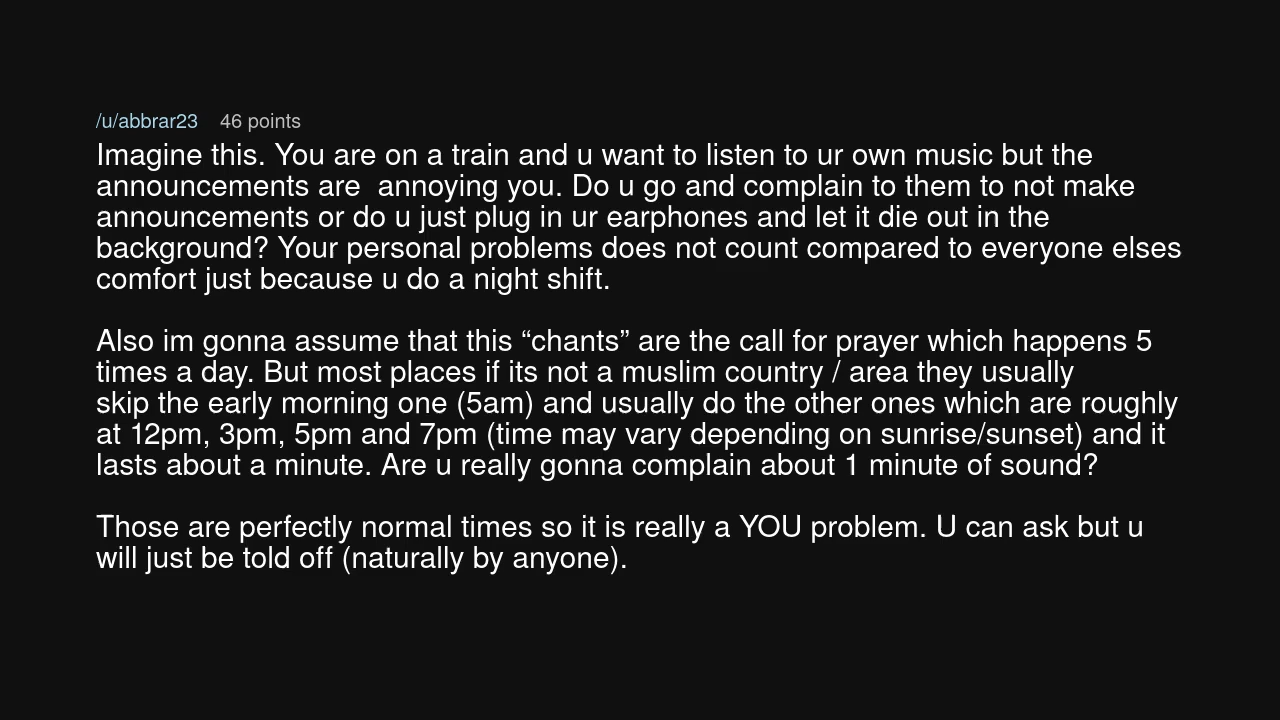 /u/abbrar23 46 points
Imagine this. You are on a train and u want to listen to ur own music but the
announcements are  annoying you. Do u go and complain to them to not make
announcements or do u just plug in ur earphones and let it die out in the
background? Your personal problems does not count compared to everyone elses
comfort just because u do a night shift.

Also im gonna assume that this “chants” are the call for prayer which happens 5
times a day. But most places if its not a muslim country / area they usually
skip the early morning one (5am) and usually do the other ones which are roughly
at 12pm, 3pm, 5pm and 7pm (time may vary depending on sunrise/sunset) and it
lasts about a minute. Are u really gonna complain about 1 minute of sound?

Those are perfectly normal times so it is really a YOU problem. U can ask but u
will just be told off (naturally by anyone).